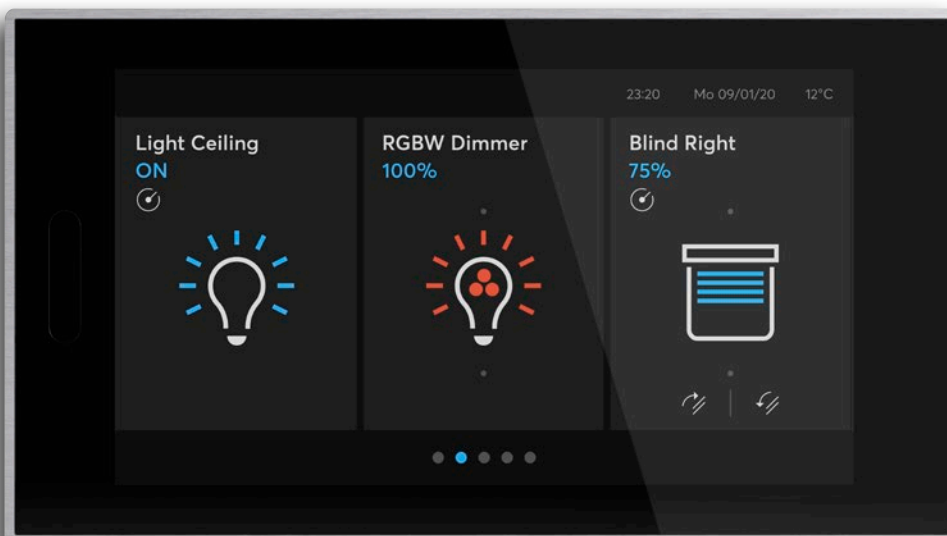 23:20 Mo 09/01/20 12°C
Light Ceiling
ON
RGBW Dimmer
100%
Blind Right
75%